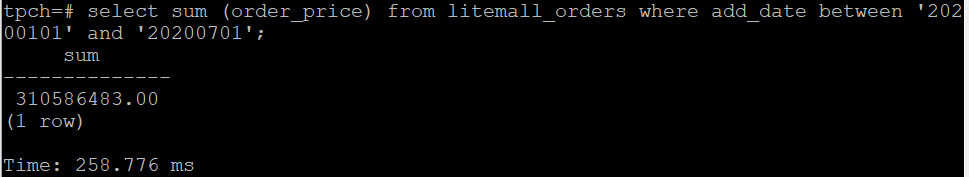 tpch=# select sum (order_price) from litemall_orders where add_date between '202
00101' and '20200701';
     sum
--------------
 310586483.00
(1 row)

Time: 258.776 ms